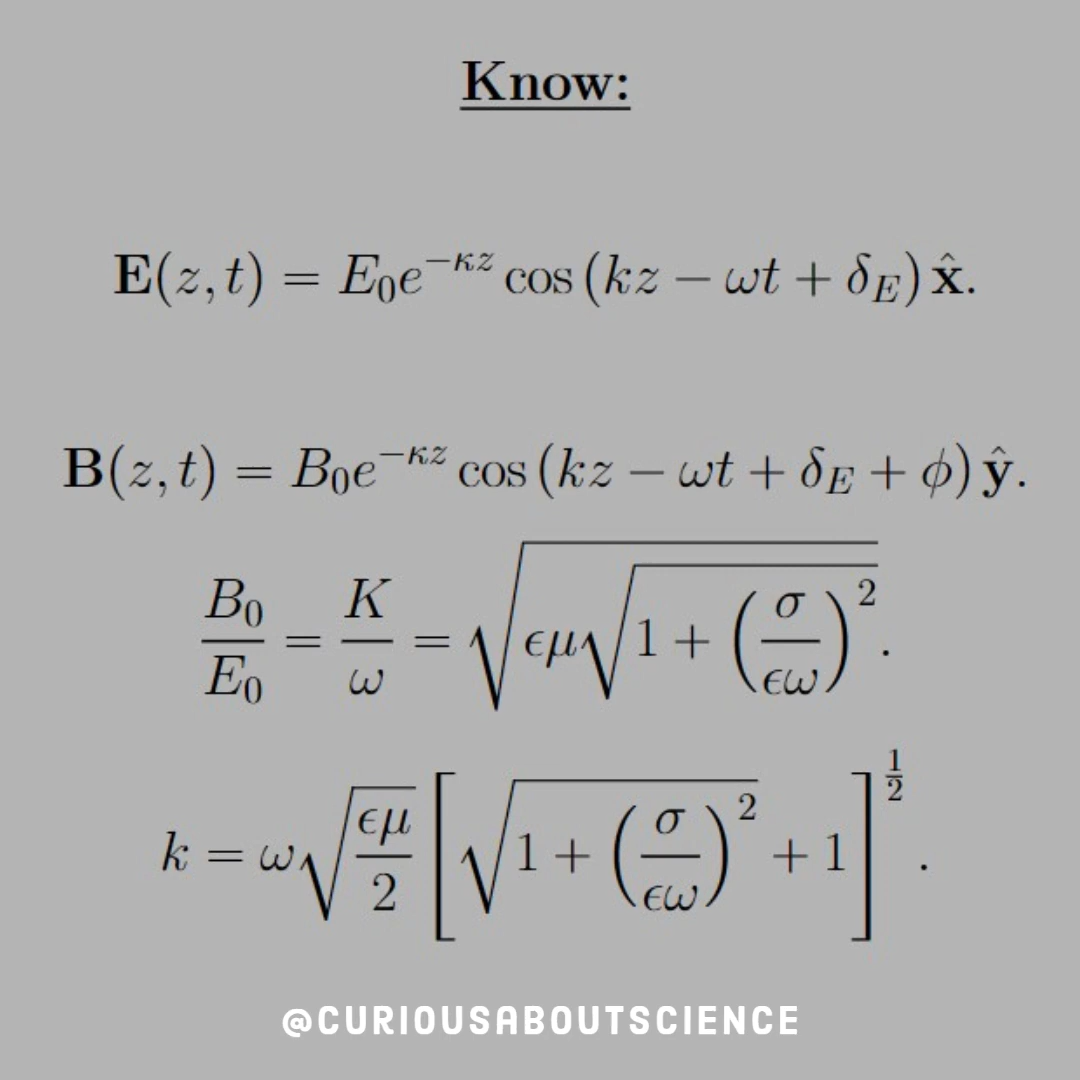 Know:
E(z, t) = E₀e^{−κz} cos (kz − ωt + δ_E) x̂.
B(z, t) = B₀e^{−κz} cos (kz − ωt + δ_E + ϕ) ŷ.
B₀/E₀ = K/ω = √(ϵμ√(1 + (σ/ϵω)²)).
k = ω√(ϵμ/2) [√(1 + (σ/ϵω)²) + 1]^{1/2}.
@CURIOUSABOUTSCIENCE